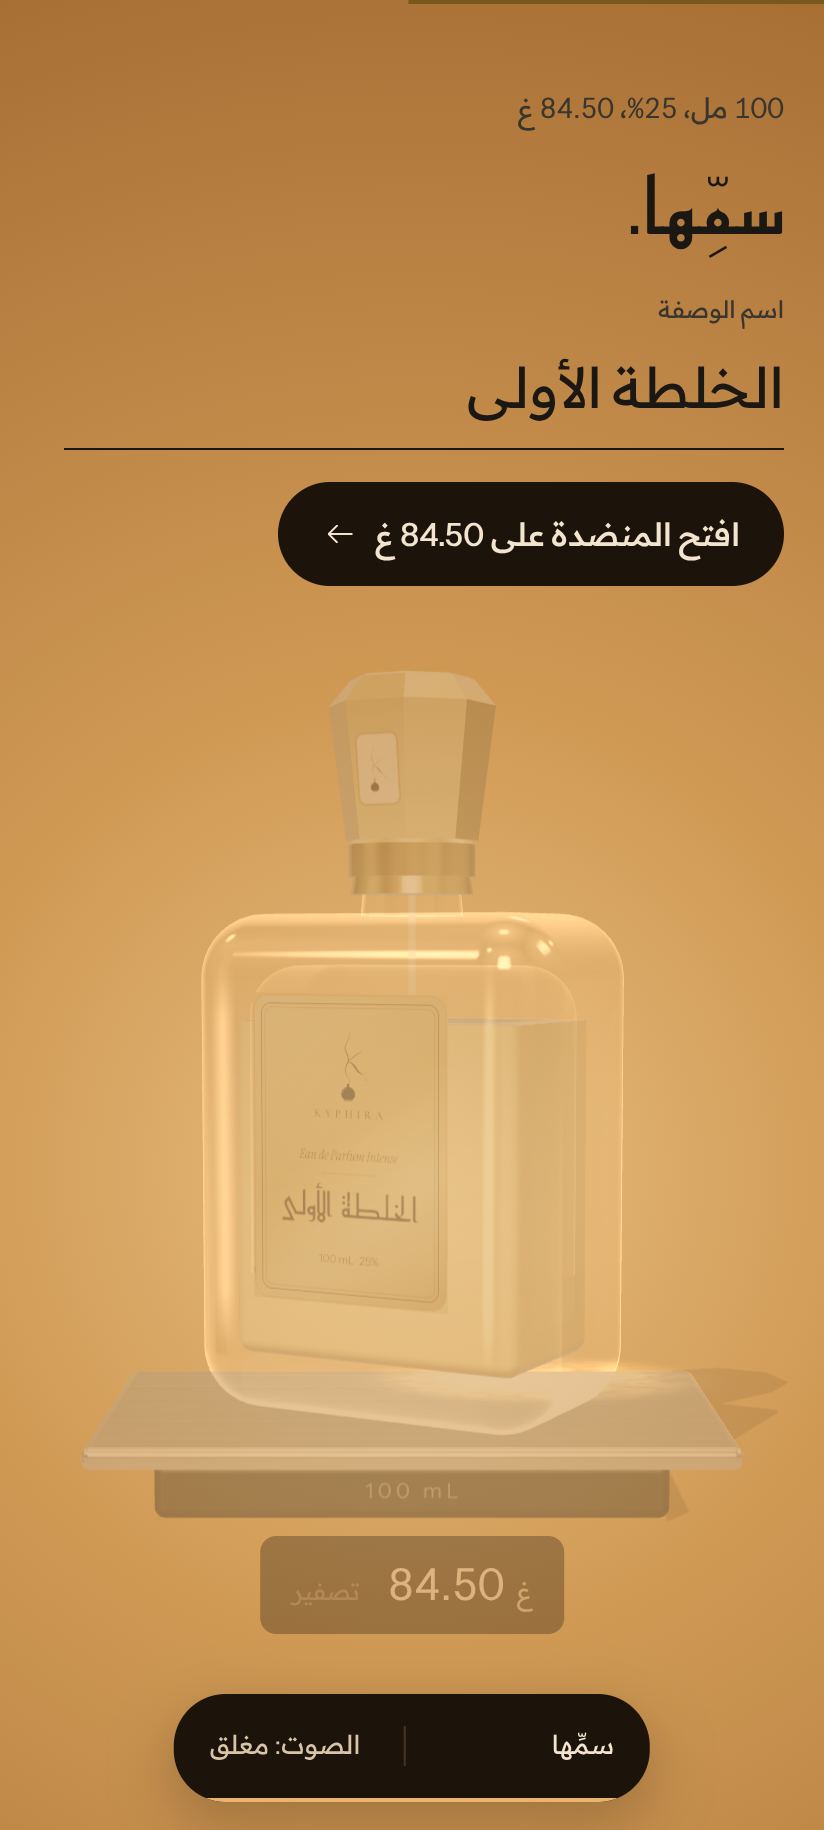 100 مل، 25%، 84.50 غ
سمِّها.
اسم الوصفة
الخلطة الأولى
افتح المنضدة على 84.50 غ ←
KYPHIRA
Eau de Parfum Intense
الخلطة الأولى
100 mL 25%
100 mL
غ 84.50 تصفير
سمِّها
الصوت: مغلق